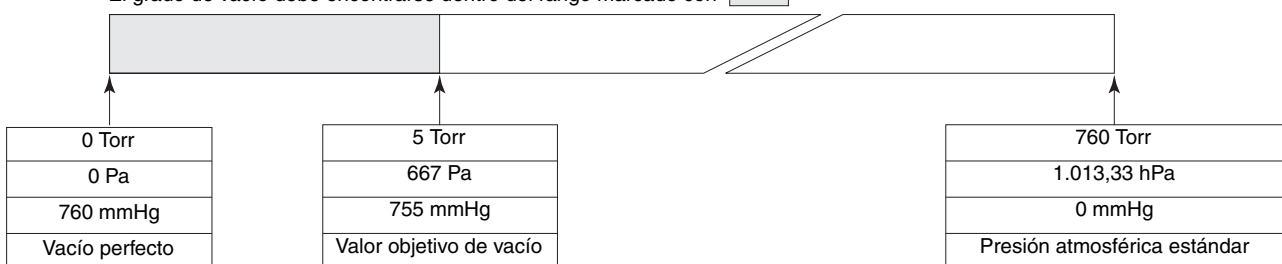 El grado de vacío debe encontrarse dentro del rango marcado con
0 Torr
0 Pa
760 mmHg
Vacío perfecto
5 Torr
667 Pa
755 mmHg
Valor objetivo de vacío
760 Torr
1.013,33 hPa
0 mmHg
Presión atmosférica estándar